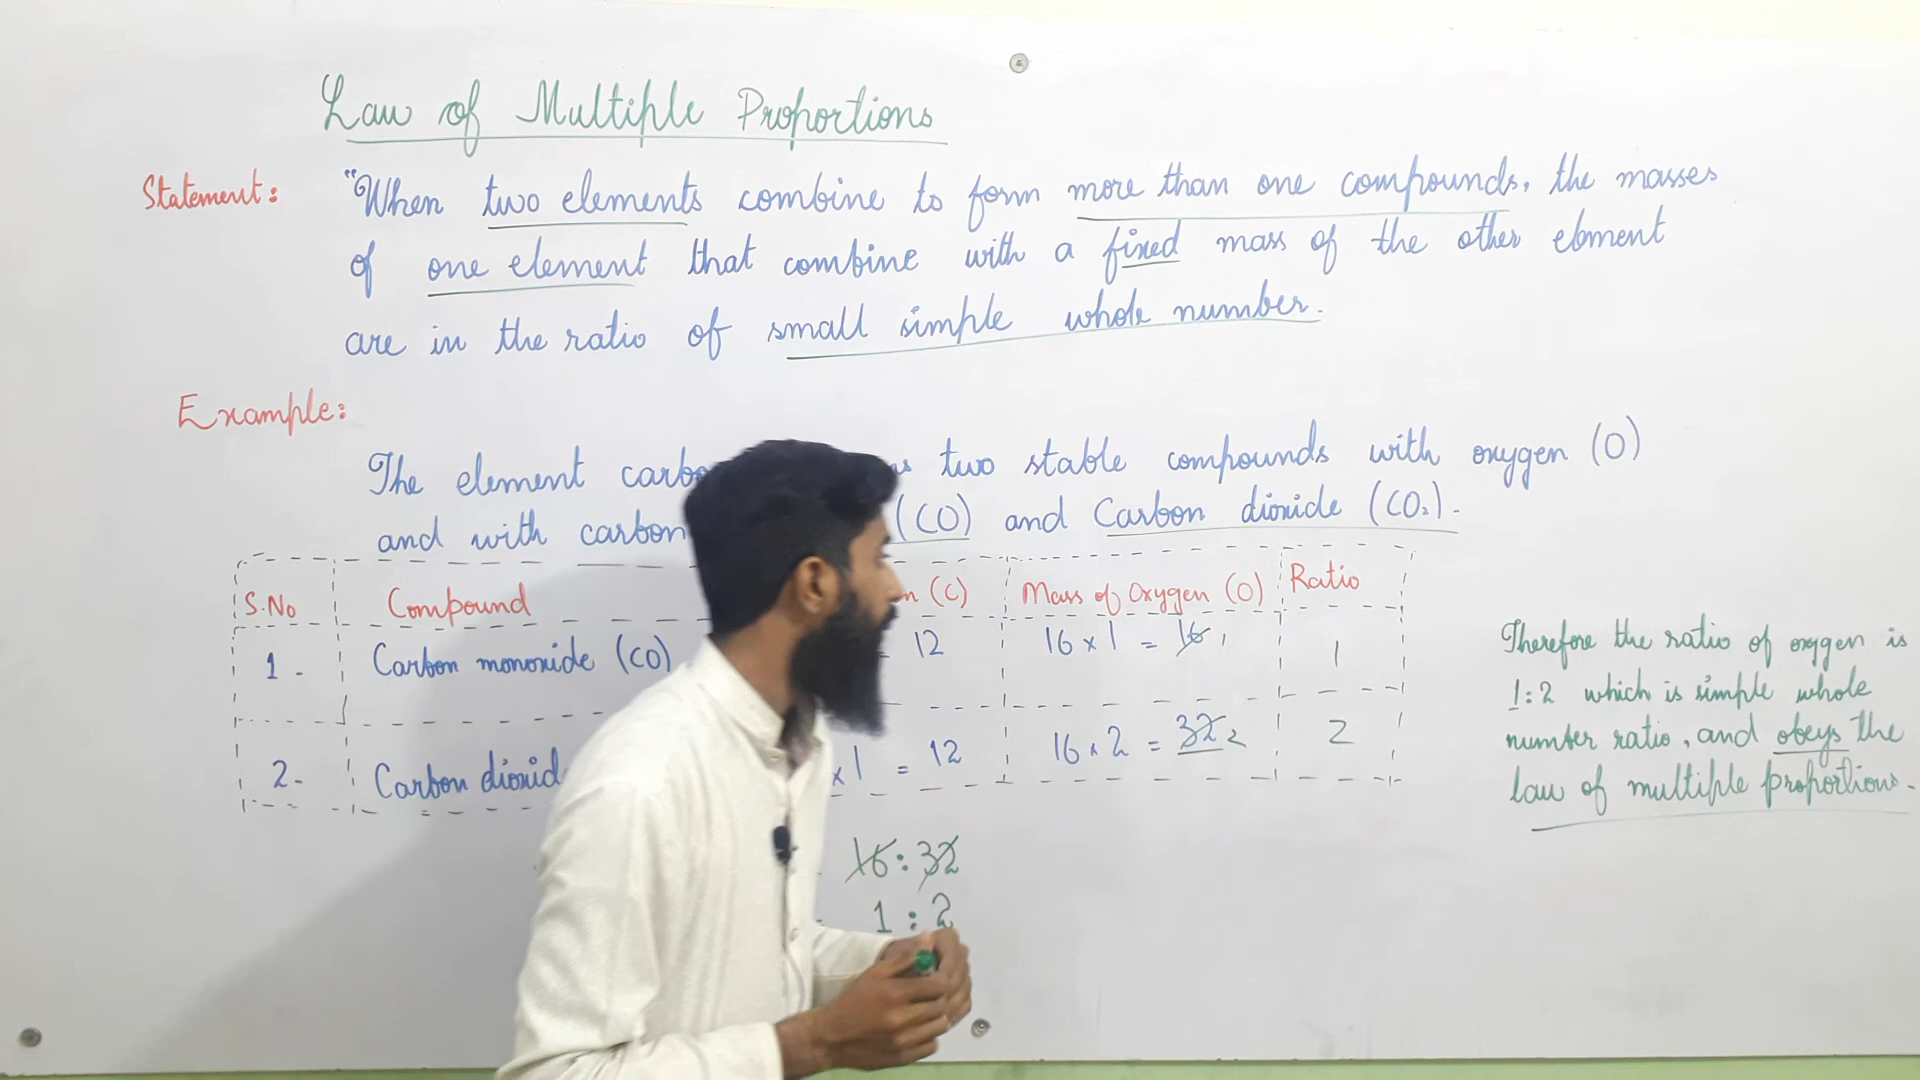 Law of Multiple Proportions
Statement: "When two elements combine to form more than one compounds, the masses
of one element that combine with a fixed mass of the other element
are in the ratio of small simple whole number.
Example:
The element two stable compounds with oxygen (O)
and with carbon (CO) and Carbon dioxide (CO₂).
S.No Compound (C) Mass of Oxygen (O) Ratio
1 - Carbon monoxide (CO) 12 16 x 1 = 16 1 1
2 - Carbon x 1 = 12 16 x 2 = 32 2 2
16 : 32
1 : 2
Therefore the ratio of oxygen is
1:2 which is simple whole
number ratio, and obeys the
law of multiple proportions.